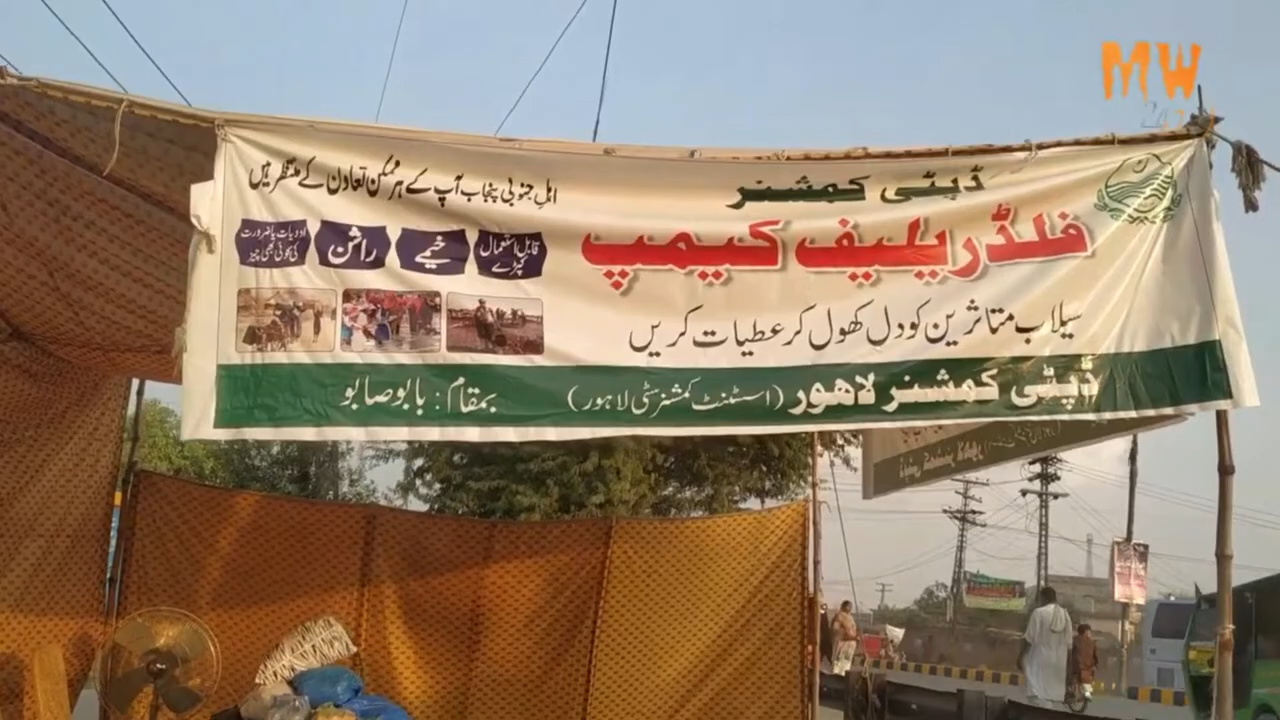 MW
ڈپٹی کمشنر
فلڈ ریلیف کیمپ
سیلاب متاثرین کو دل کھول کر عطیات کریں
اہلِ جنوبی پنجاب آپ کے ہر ممکن تعاون کے منتظر ہیں
قابل استعمال کپڑے
خیمے
راشن
ادویات یا ضرورت کی کوئی بھی چیز
ڈپٹی کمشنر لاہور (اسسٹنٹ کمشنر سٹی لاہور) بمقام: بابو صابو